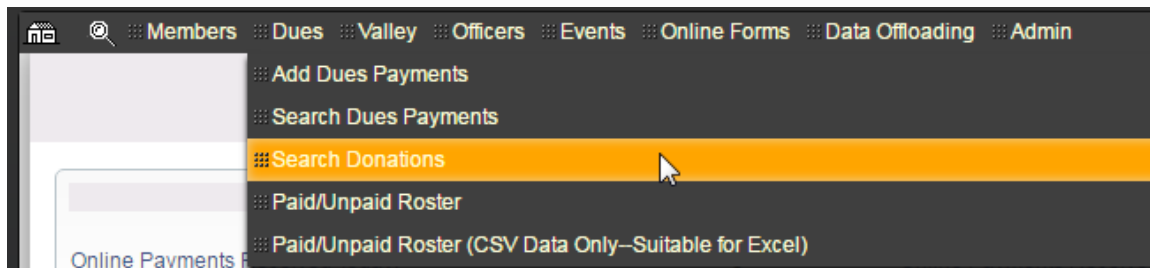 Members Dues Valley Officers Events Online Forms Data Offloading Admin
Add Dues Payments
Search Dues Payments
Search Donations
Paid/Unpaid Roster
Paid/Unpaid Roster (CSV Data Only--Suitable for Excel)
Online Payments